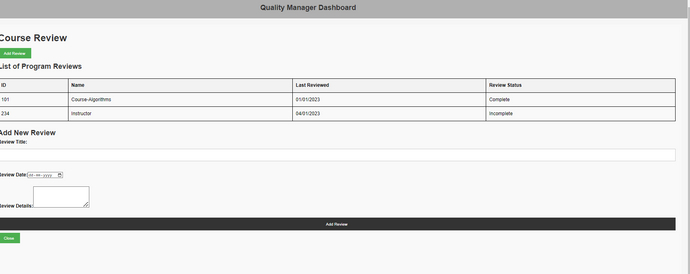 Quality Manager Dashboard
Course Review
Add Review
List of Program Reviews
ID Name Last Reviewed Review Status
101 Course-Algorithms 01/01/2023 Complete
234 Instructor 04/01/2023 Incomplete
Add New Review
Review Title:
Review Date: dd-mm-yyyy
Review Details:
Add Review
Close